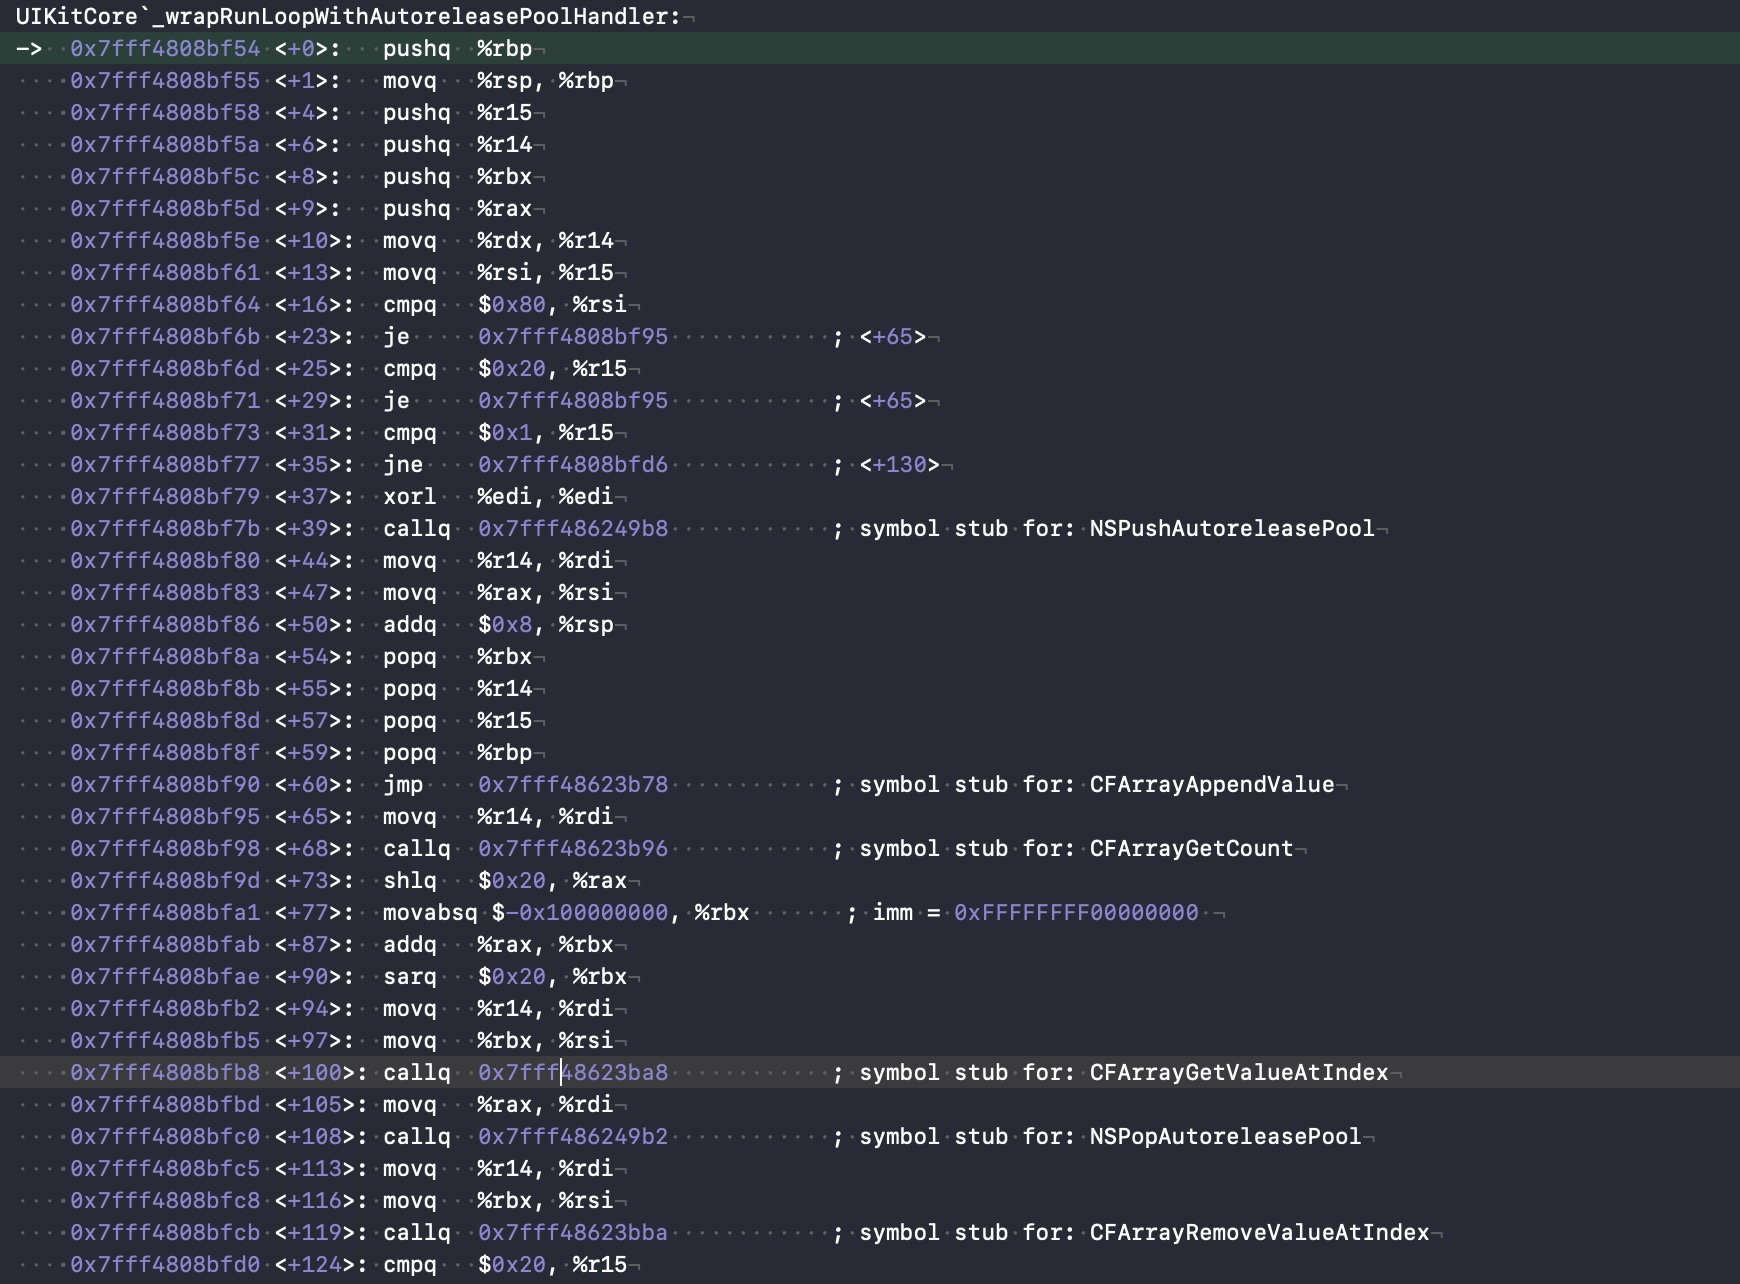 UIKitCore`_wrapRunLoopWithAutoreleasePoolHandler:
->  0x7fff4808bf54 <+0>:   pushq  %rbp
    0x7fff4808bf55 <+1>:   movq   %rsp, %rbp
    0x7fff4808bf58 <+4>:   pushq  %r15
    0x7fff4808bf5a <+6>:   pushq  %r14
    0x7fff4808bf5c <+8>:   pushq  %rbx
    0x7fff4808bf5d <+9>:   pushq  %rax
    0x7fff4808bf5e <+10>:  movq   %rdx, %r14
    0x7fff4808bf61 <+13>:  movq   %rsi, %r15
    0x7fff4808bf64 <+16>:  cmpq   $0x80, %rsi
    0x7fff4808bf6b <+23>:  je     0x7fff4808bf95            ; <+65>
    0x7fff4808bf6d <+25>:  cmpq   $0x20, %r15
    0x7fff4808bf71 <+29>:  je     0x7fff4808bf95            ; <+65>
    0x7fff4808bf73 <+31>:  cmpq   $0x1, %r15
    0x7fff4808bf77 <+35>:  jne    0x7fff4808bfd6            ; <+130>
    0x7fff4808bf79 <+37>:  xorl   %edi, %edi
    0x7fff4808bf7b <+39>:  callq  0x7fff486249b8            ; symbol stub for: NSPushAutoreleasePool
    0x7fff4808bf80 <+44>:  movq   %r14, %rdi
    0x7fff4808bf83 <+47>:  movq   %rax, %rsi
    0x7fff4808bf86 <+50>:  addq   $0x8, %rsp
    0x7fff4808bf8a <+54>:  popq   %rbx
    0x7fff4808bf8b <+55>:  popq   %r14
    0x7fff4808bf8d <+57>:  popq   %r15
    0x7fff4808bf8f <+59>:  popq   %rbp
    0x7fff4808bf90 <+60>:  jmp    0x7fff48623b78            ; symbol stub for: CFArrayAppendValue
    0x7fff4808bf95 <+65>:  movq   %r14, %rdi
    0x7fff4808bf98 <+68>:  callq  0x7fff48623b96            ; symbol stub for: CFArrayGetCount
    0x7fff4808bf9d <+73>:  shlq   $0x20, %rax
    0x7fff4808bfa1 <+77>:  movabsq $-0x100000000, %rbx       ; imm = 0xFFFFFFFF00000000
    0x7fff4808bfab <+87>:  addq   %rax, %rbx
    0x7fff4808bfae <+90>:  sarq   $0x20, %rbx
    0x7fff4808bfb2 <+94>:  movq   %r14, %rdi
    0x7fff4808bfb5 <+97>:  movq   %rbx, %rsi
    0x7fff4808bfb8 <+100>: callq  0x7fff48623ba8            ; symbol stub for: CFArrayGetValueAtIndex
    0x7fff4808bfbd <+105>: movq   %rax, %rdi
    0x7fff4808bfc0 <+108>: callq  0x7fff486249b2            ; symbol stub for: NSPopAutoreleasePool
    0x7fff4808bfc5 <+113>: movq   %r14, %rdi
    0x7fff4808bfc8 <+116>: movq   %rbx, %rsi
    0x7fff4808bfcb <+119>: callq  0x7fff48623bba            ; symbol stub for: CFArrayRemoveValueAtIndex
    0x7fff4808bfd0 <+124>: cmpq   $0x20, %r15